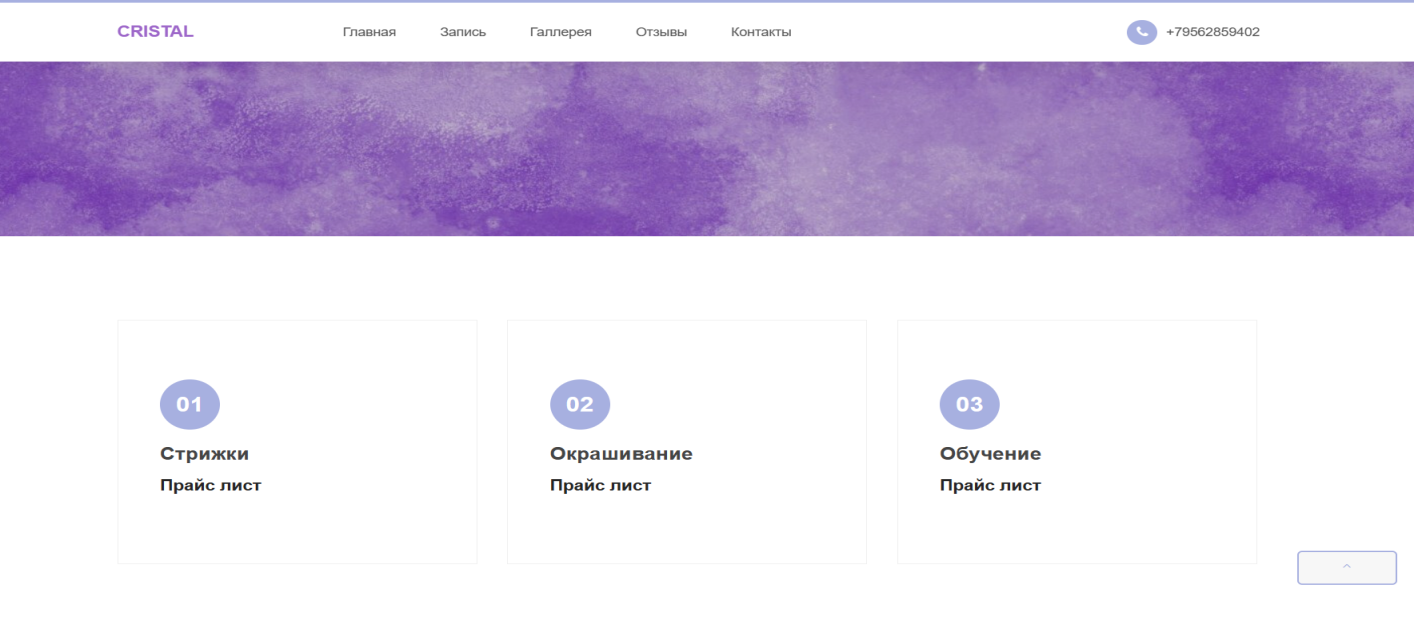 CRISTAL Главная Запись Галлерея Отзывы Контакты +79562859402
01 02 03
Стрижки Окрашивание Обучение
Прайс лист Прайс лист Прайс лист